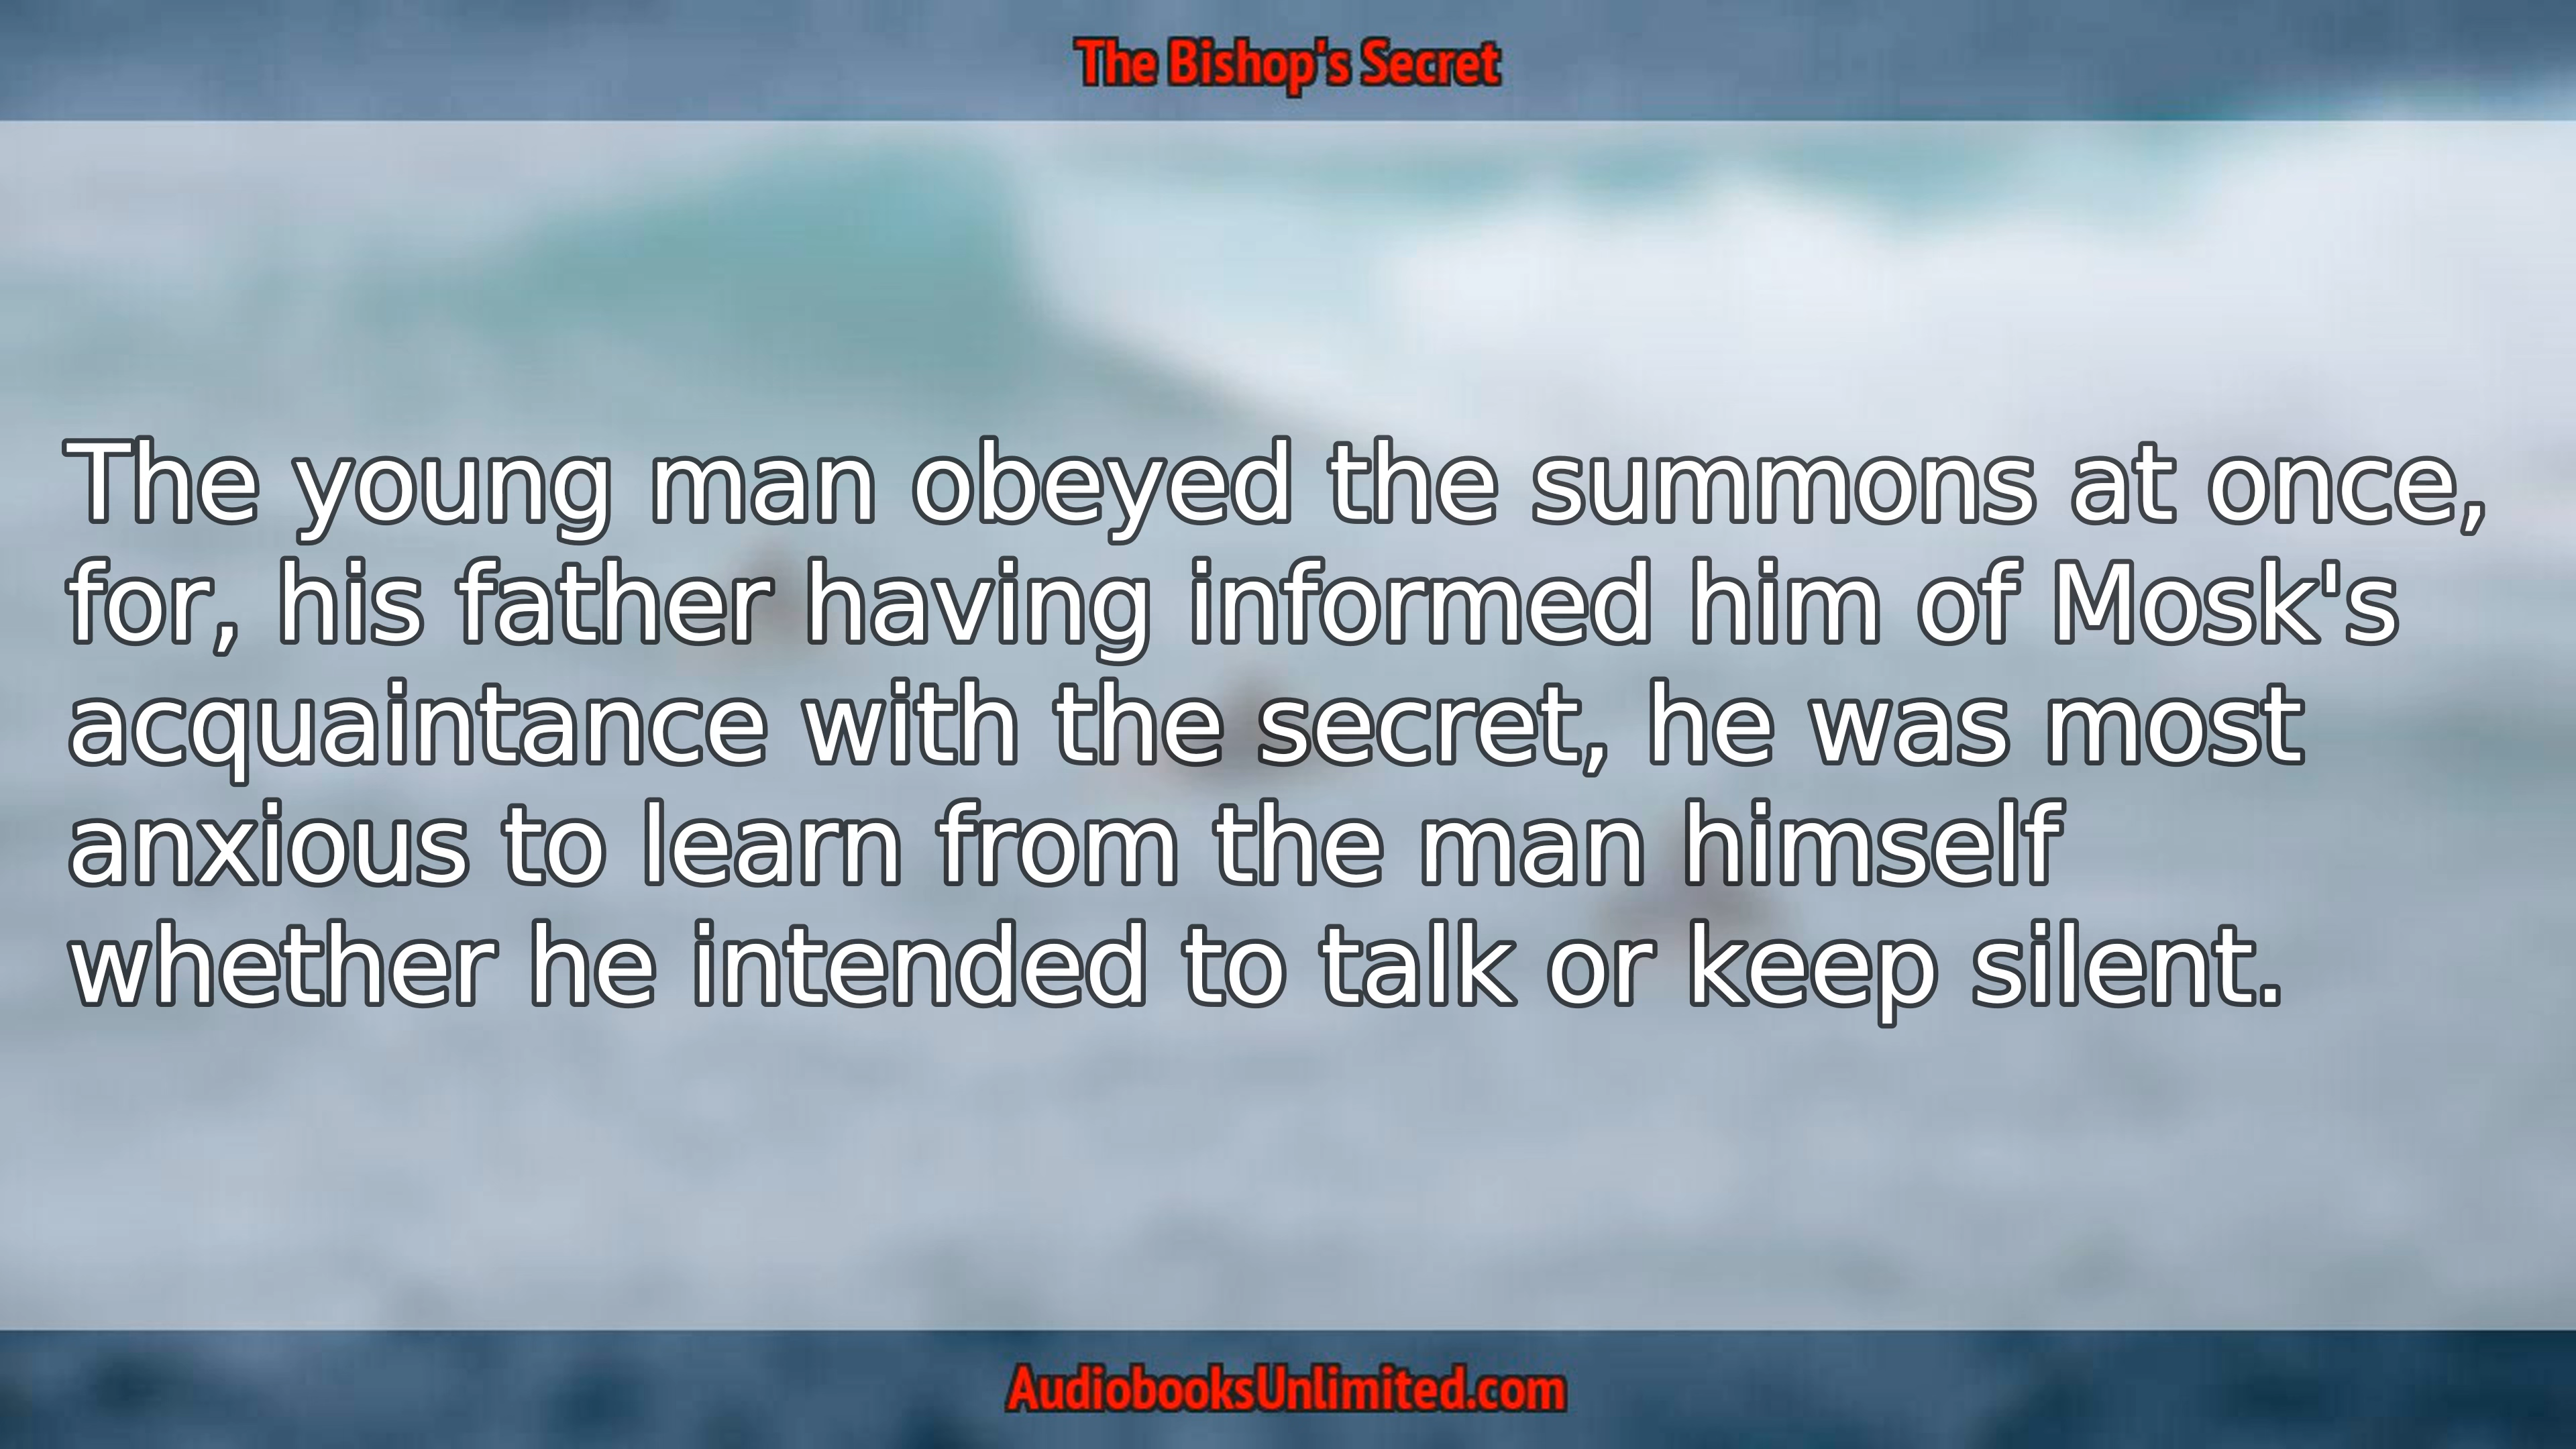 The Bishop's Secret
The young man obeyed the summons at once,
for, his father having informed him of Mosk's
acquaintance with the secret, he was most
anxious to learn from the man himself
whether he intended to talk or keep silent.
AudiobooksUnlimited.com